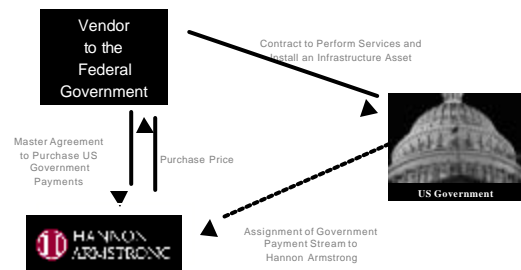 Vendor
to the
Federal
Government
Contract to Perform Services and
Install an Infrastructure Asset
Master Agreement
to Purchase US
Government
Payments
Purchase Price
US Government
HANNON
ARMSTRONG
Assignment of Government
Payment Stream to
Hannon Armstrong